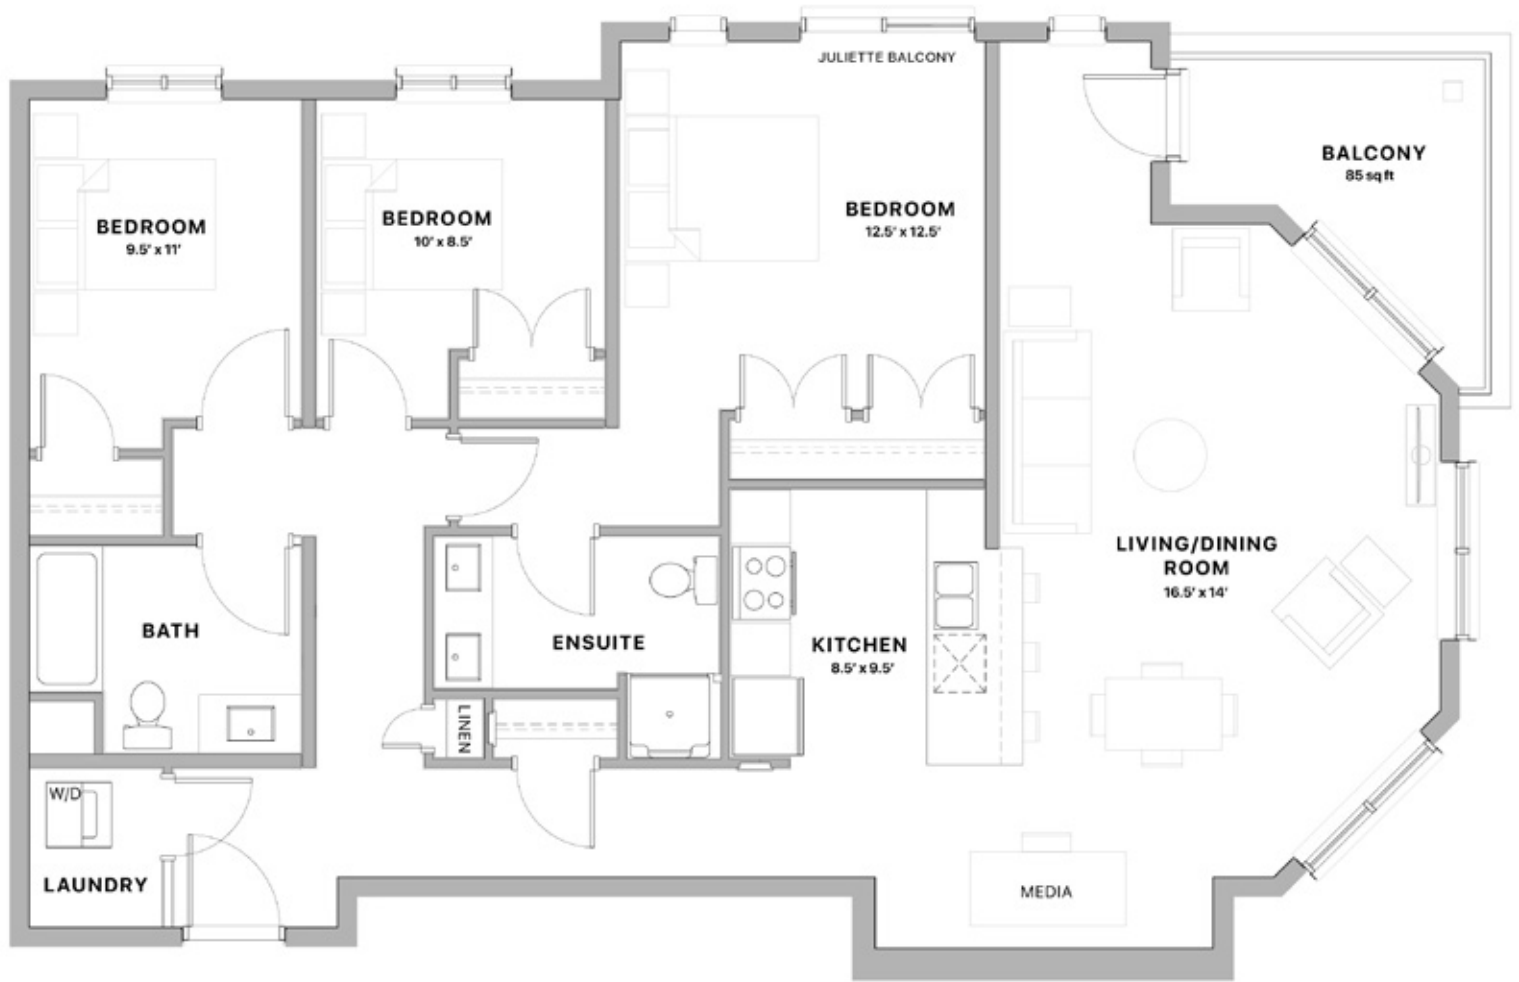 JULIETTE BALCONY
BALCONY
85 sq ft
BEDROOM
9.5' x 11'
BEDROOM
10' x 8.5'
BEDROOM
12.5' x 12.5'
LIVING/DINING
ROOM
16.5' x 14'
BATH
ENSUITE
KITCHEN
8.5' x 9.5'
LINEN
W/D
LAUNDRY
MEDIA